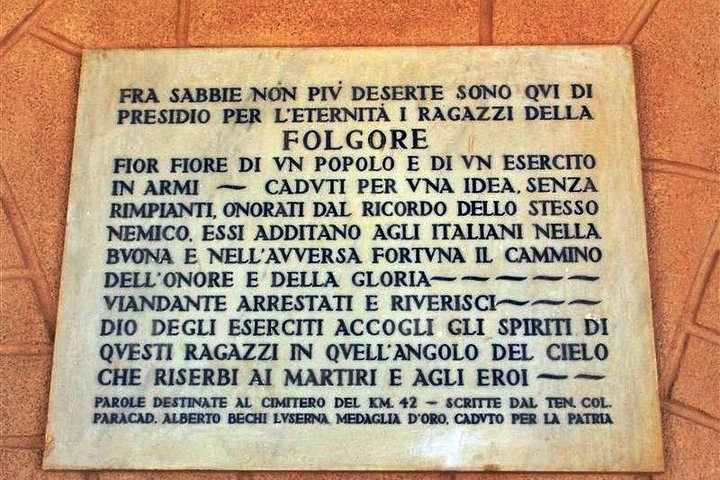 FRA SABBIE NON PIV̀ DESERTE SONO QVI DI
PRESIDIO PER L'ETERNITÀ I RAGAZZI DELLA
FOLGORE
FIOR FIORE DI VN POPOLO E DI VN ESERCITO
IN ARMI — CADVTI PER VNA IDEA, SENZA
RIMPIANTI, ONORATI DAL RICORDO DELLO STESSO
NEMICO, ESSI ADDITANO AGLI ITALIANI NELLA
BVONA E NELL'AVVERSA FORTVNA IL CAMMINO
DELL'ONORE E DELLA GLORIA————
VIANDANTE ARRESTATI E RIVERISCI———
DIO DEGLI ESERCITI ACCOGLI GLI SPIRITI DI
QVESTI RAGAZZI IN QVELL'ANGOLO DEL CIELO
CHE RISERBI AI MARTIRI E AGLI EROI ——
PAROLE DESTINATE AL CIMITERO DEL KM. 42 – SCRITTE DAL TEN. COL.
PARACAD. ALBERTO BECHI LVSERNA MEDAGLIA D'ORO, CADVTO PER LA PATRIA